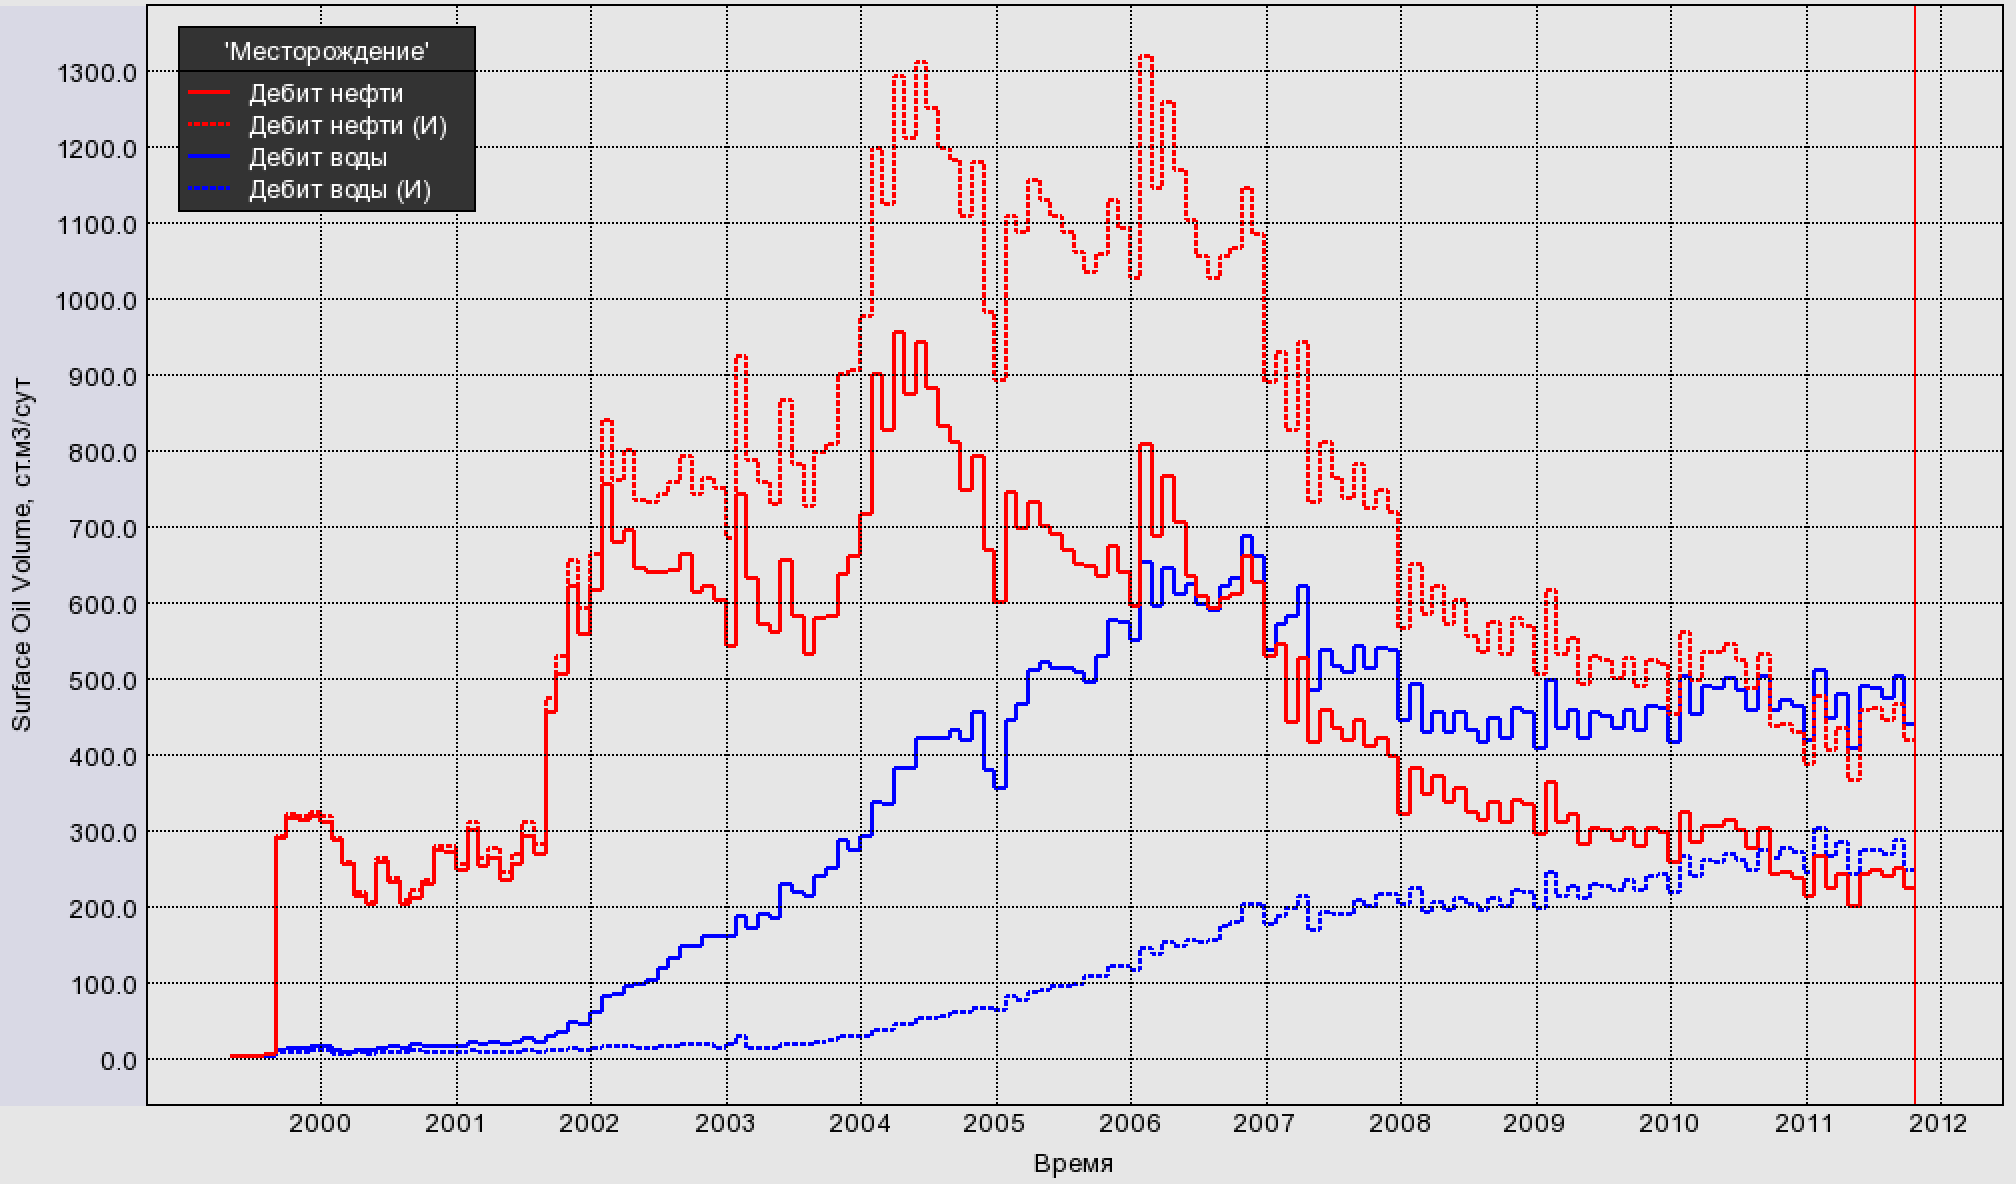 'Месторождение'
Дебит нефти
Дебит нефти (И)
Дебит воды
Дебит воды (И)
Surface Oil Volume, ст.м3/сут
1300.0
1200.0
1100.0
1000.0
900.0
800.0
700.0
600.0
500.0
400.0
300.0
200.0
100.0
0.0
2000 2001 2002 2003 2004 2005 2006 2007 2008 2009 2010 2011 2012
Время